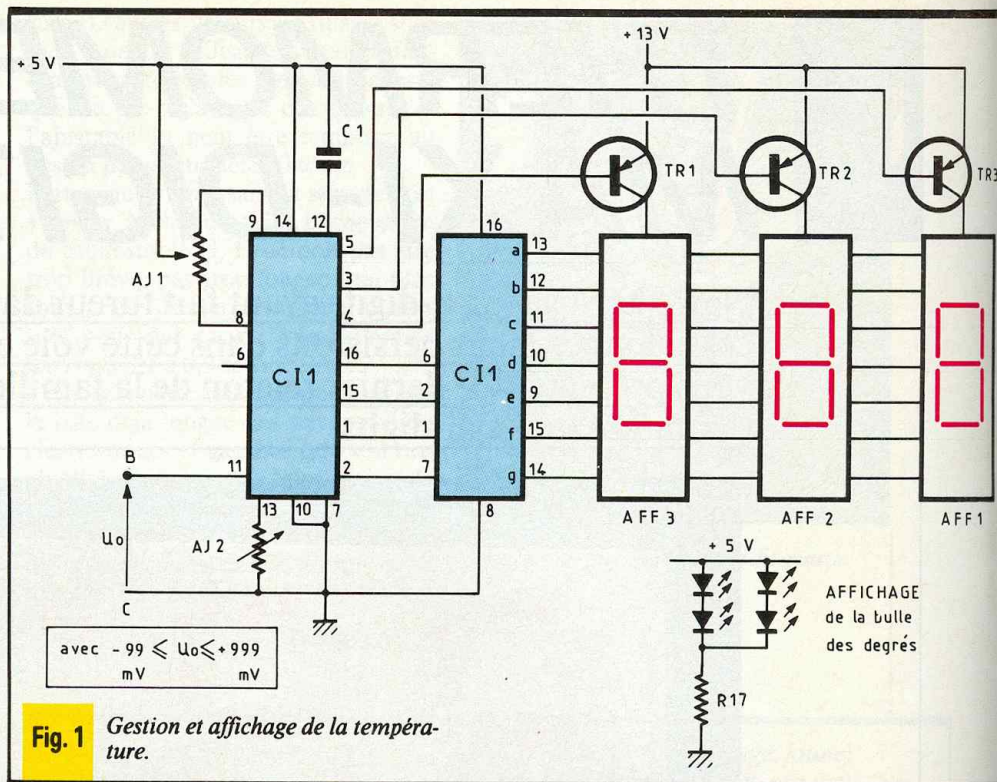 + 13 V
+ 5 V
C 1
TR1
TR2
TR3
9
14
12
5
3
4
16
15
1
2
AJ 1
8
6
CI1
11
13
10
7
B
Uo
C
AJ 2
16
6
2
1
7
CI1
a 13
b 12
c 11
d 10
e 9
f 15
g 14
8
AFF 3
AFF 2
AFF 1
avec - 99 ⩽ Uo ⩽ + 999
mV mV
+ 5 V
AFFICHAGE
de la bulle
des degrés
R17
Fig. 1
Gestion et affichage de la tempéra-
ture.